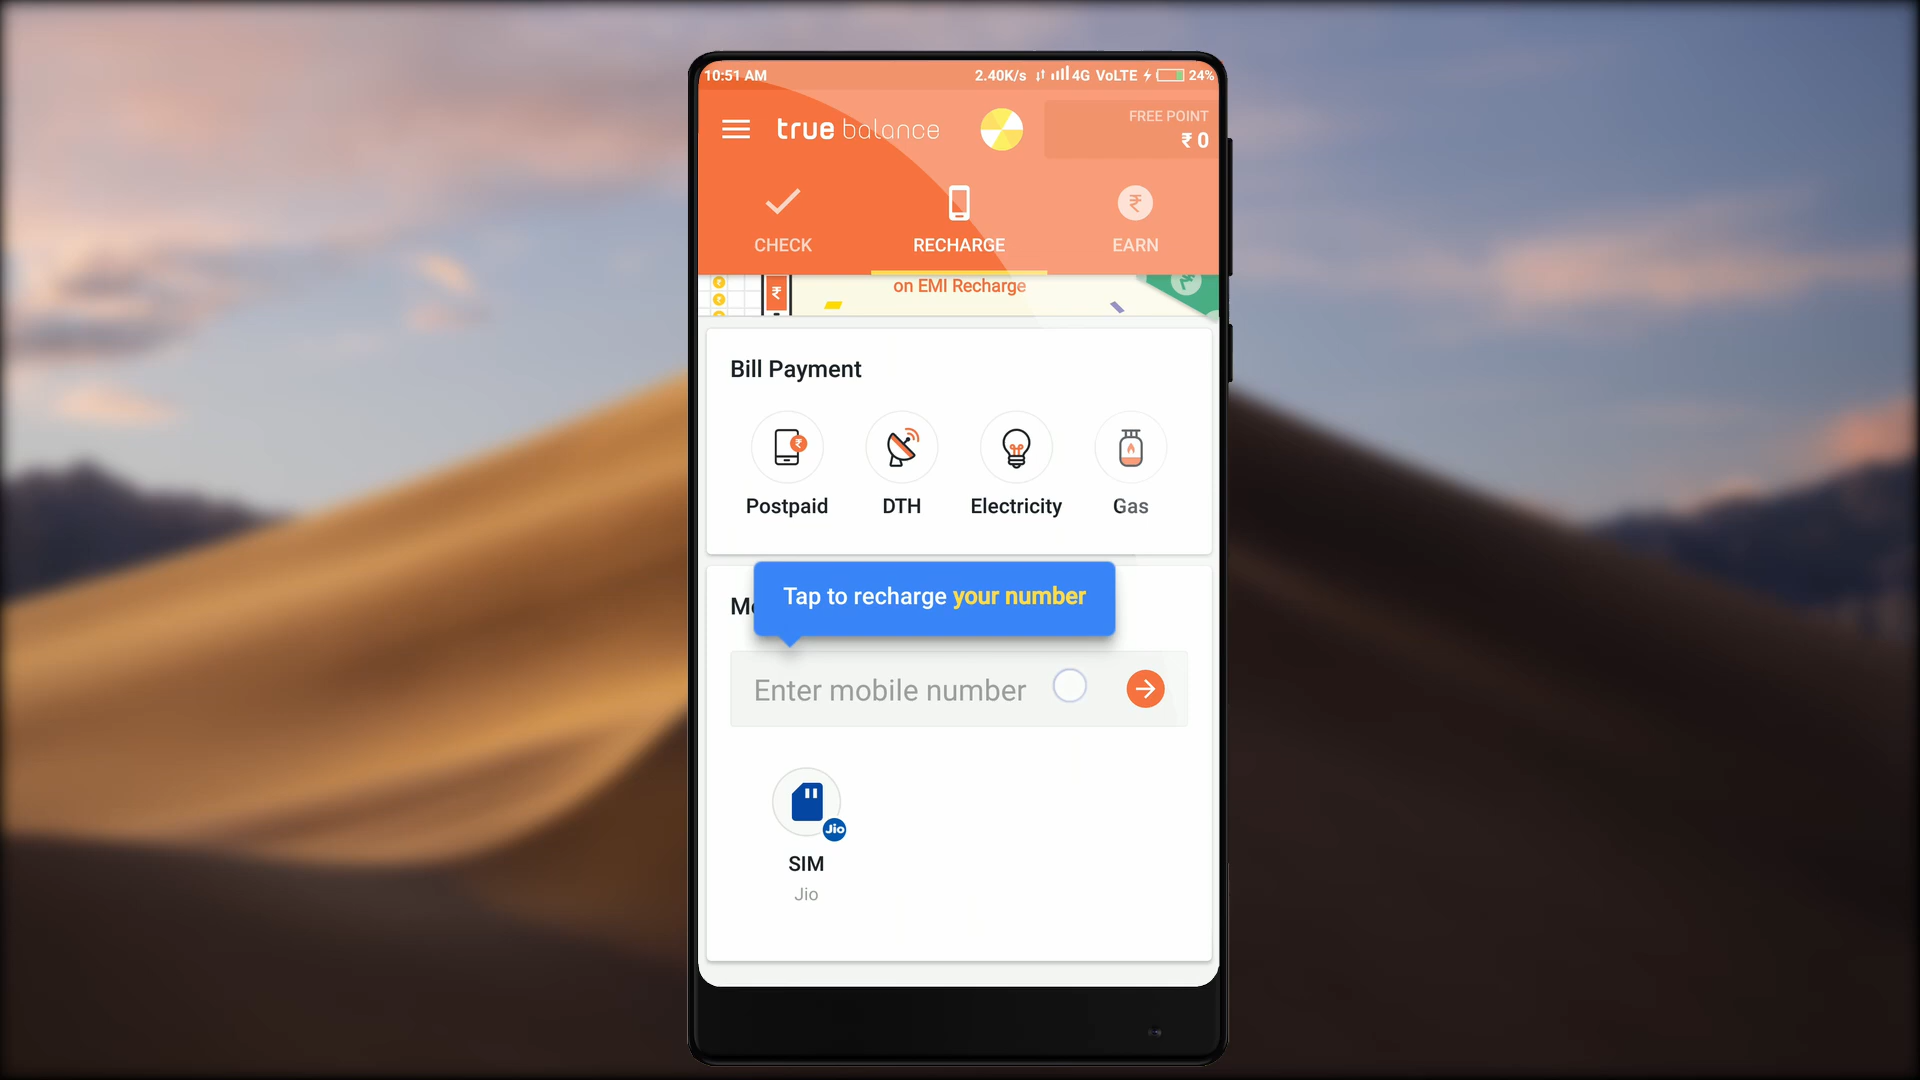 10:51 AM 2.40K/s 4G VoLTE 24%
true balance
FREE POINT
₹ 0
CHECK RECHARGE EARN
on EMI Recharge
Bill Payment
Postpaid DTH Electricity Gas
Tap to recharge your number
Enter mobile number
Jio
SIM
Jio